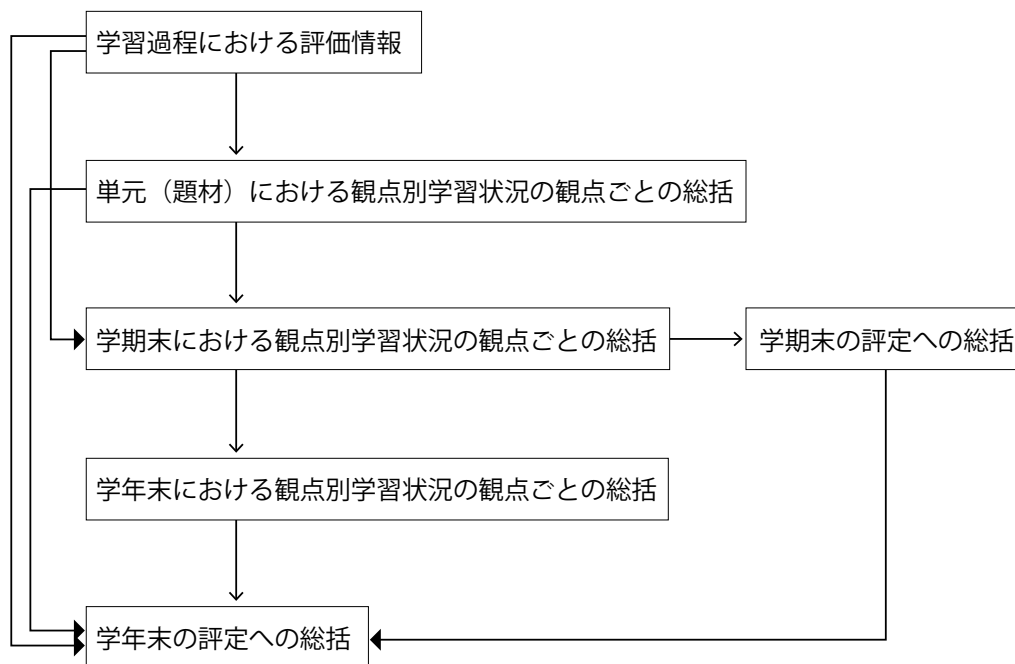 学習過程における評価情報
単元（題材）における観点別学習状況の観点ごとの総括
学期末における観点別学習状況の観点ごとの総括
学期末の評定への総括
学年末における観点別学習状況の観点ごとの総括
学年末の評定への総括